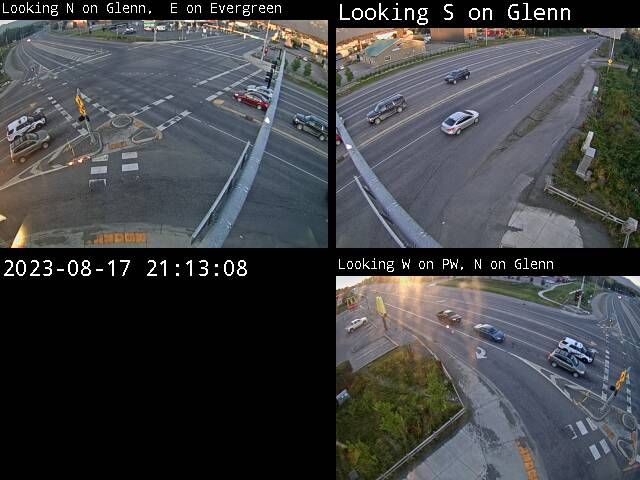 Looking N on Glenn, E on Evergreen
Looking S on Glenn
2023-08-17 21:13:08
Looking W on PW, N on Glenn